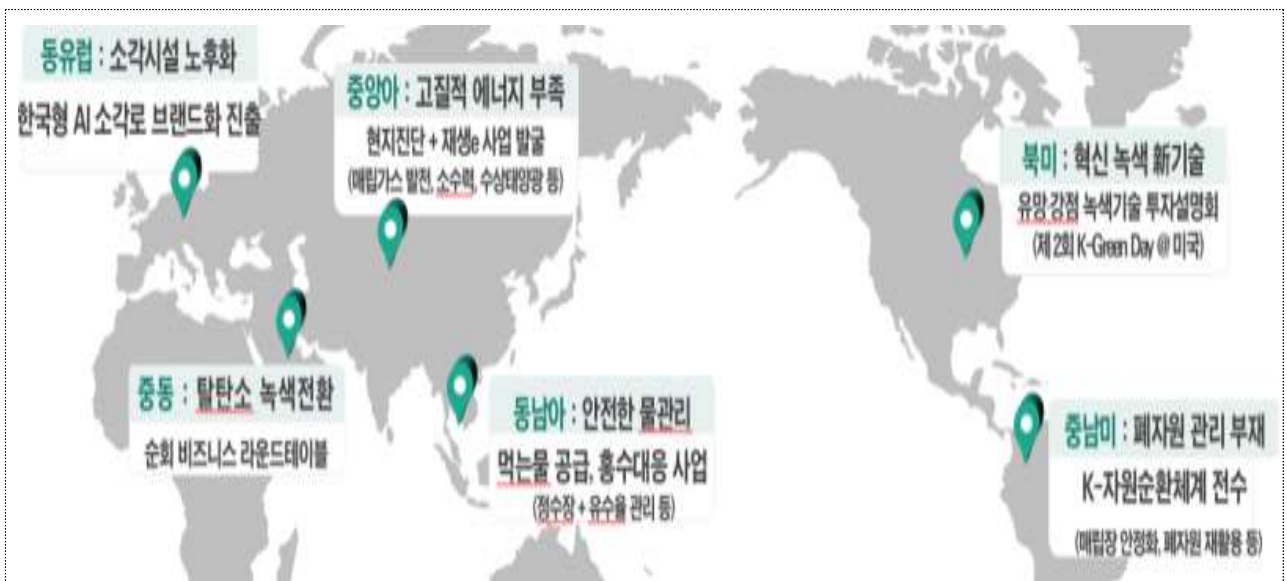 동유럽 : 소각시설 노후화
한국형 AI 소각로 브랜드화 진출
중앙아 : 고질적 에너지 부족
현지진단 + 재생e 사업 발굴
(매립가스 발전, 소수력, 수상태양광 등)
북미 : 혁신 녹색 新기술
유망 강점 녹색기술 투자설명회
(제 2회 K-Green Day @ 미국)
중동 : 탈탄소 녹색전환
순회 비즈니스 라운드테이블
동남아 : 안전한 물관리
먹는물 공급, 홍수대응 사업
(정수장 + 유수율 관리 등)
중남미 : 폐자원 관리 부재
K-자원순환체계 전수
(매립장 안정화, 폐자원 재활용 등)